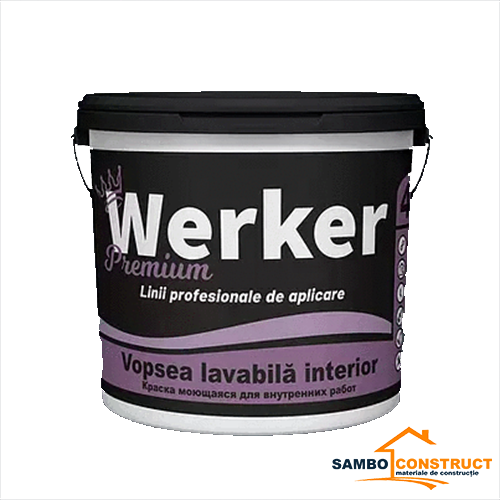 Werker
Premium
Linii profesionale de aplicare
Vopsea lavabilă interior
Краска моющаяся для внутренних работ
SAMBO CONSTRUCT
materiale de construcție